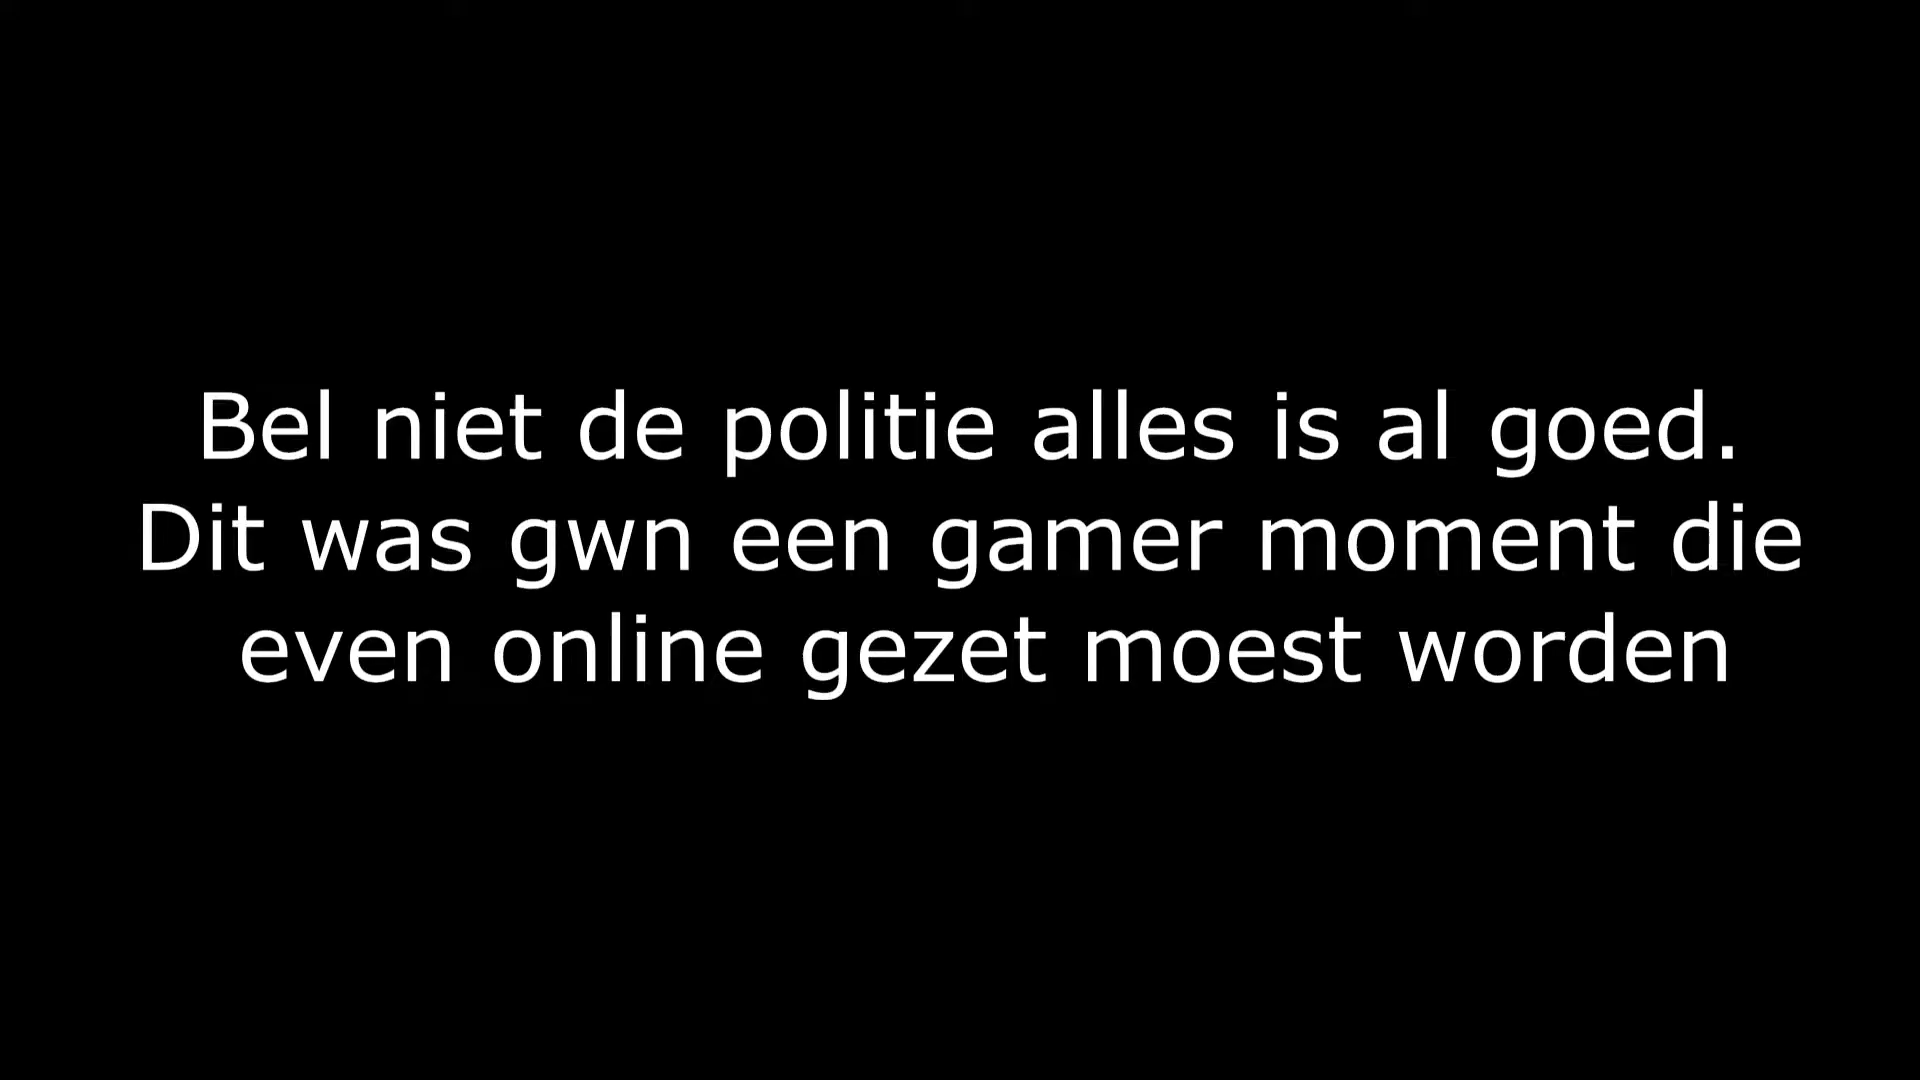 Bel niet de politie alles is al goed.
Dit was gwn een gamer moment die
even online gezet moest worden